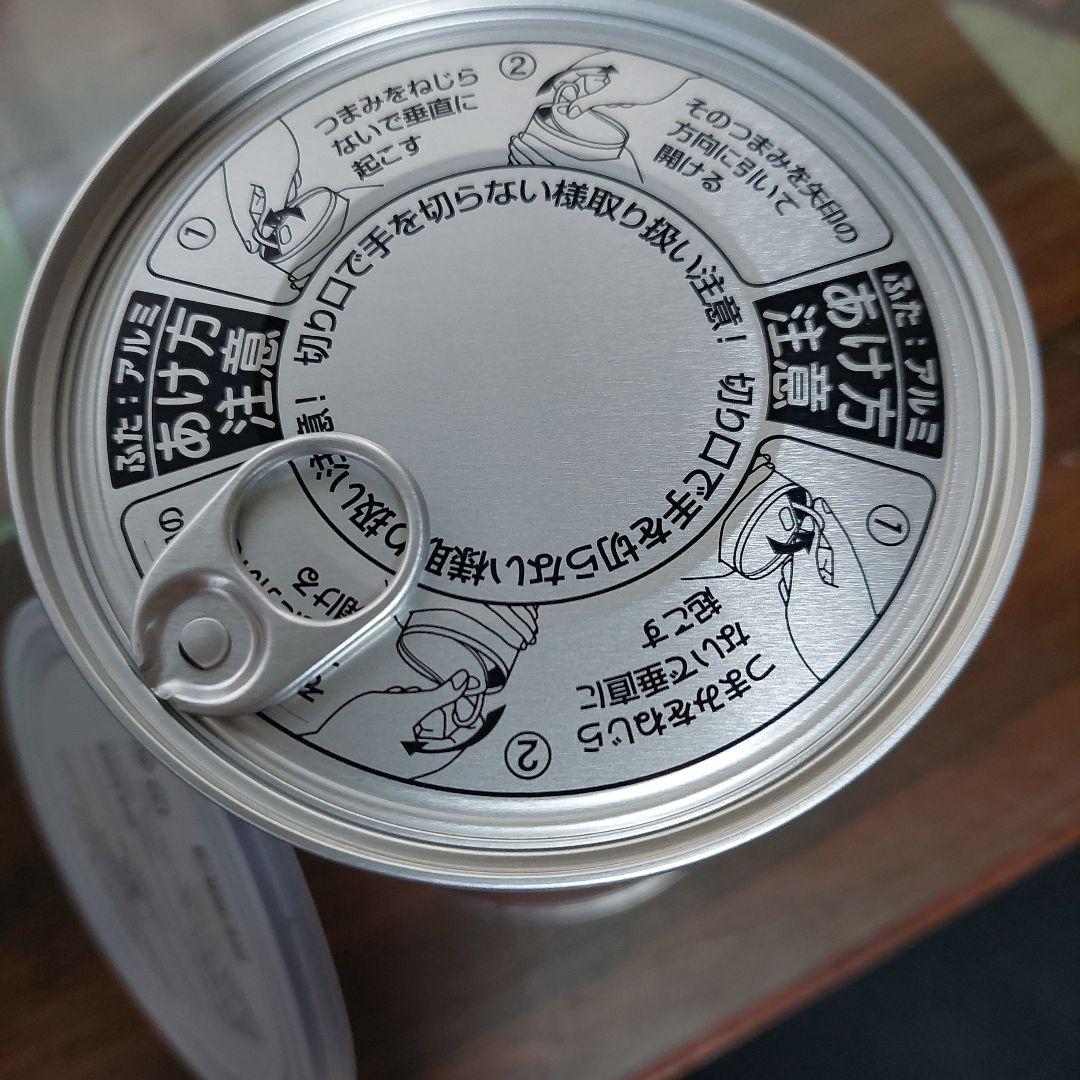 ①
つまみをねじら
ないで垂直に
起こす
②
そのつまみを矢印の
方向に引いて
開ける
切り口で手を切らない様取り扱い注意!
ふた:アルミ
あけ方
注意
ふた:アルミ
あけ方
注意
切り口で手を切らない様取り扱い注意!
①
つまみをねじら
ないで垂直に
起こす
②
開ける